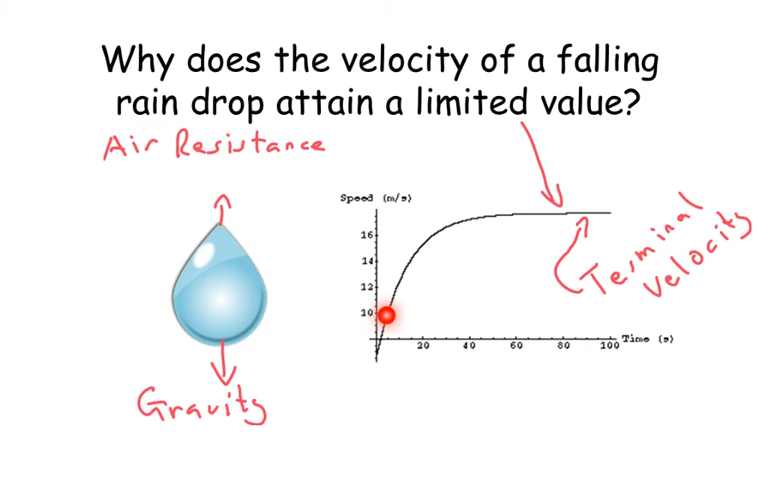 Why does the velocity of a falling
rain drop attain a limited value?
Air Resistance
Speed (m/s)
16
14
12
10
20 40 60 80 100 Time (s)
Terminal
Velocity
Gravity